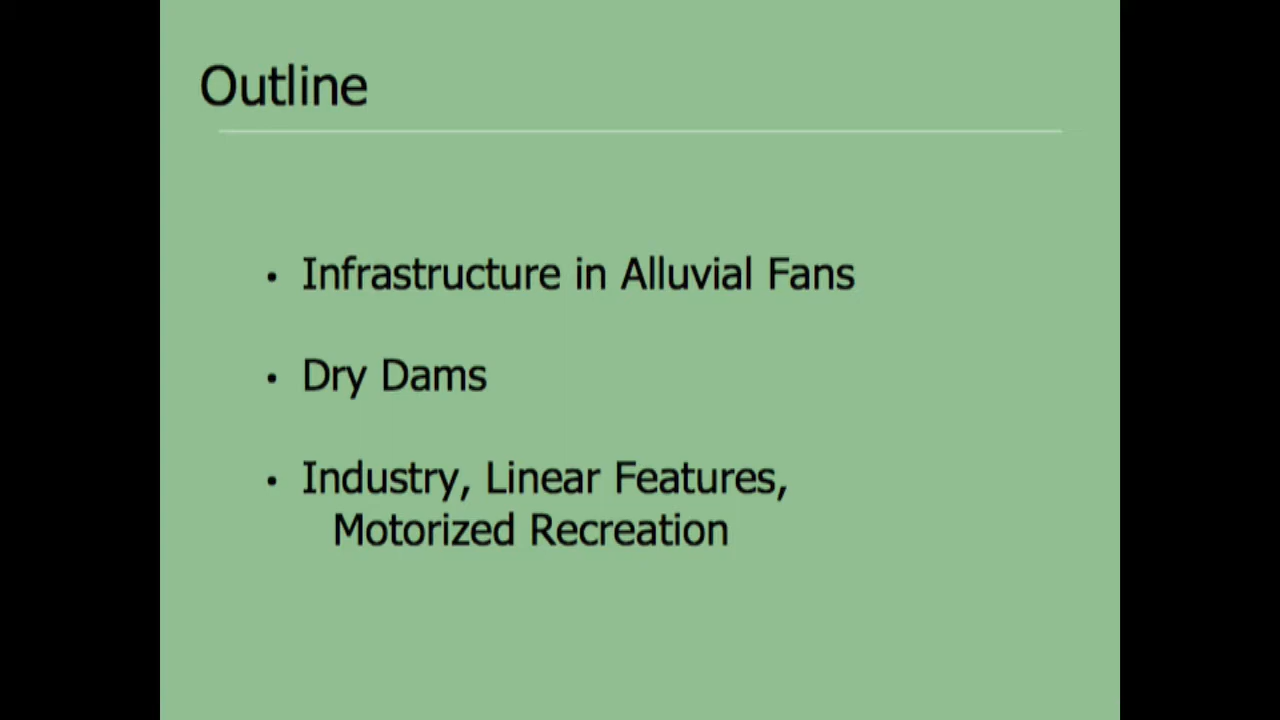 Outline
• Infrastructure in Alluvial Fans
• Dry Dams
• Industry, Linear Features,
Motorized Recreation